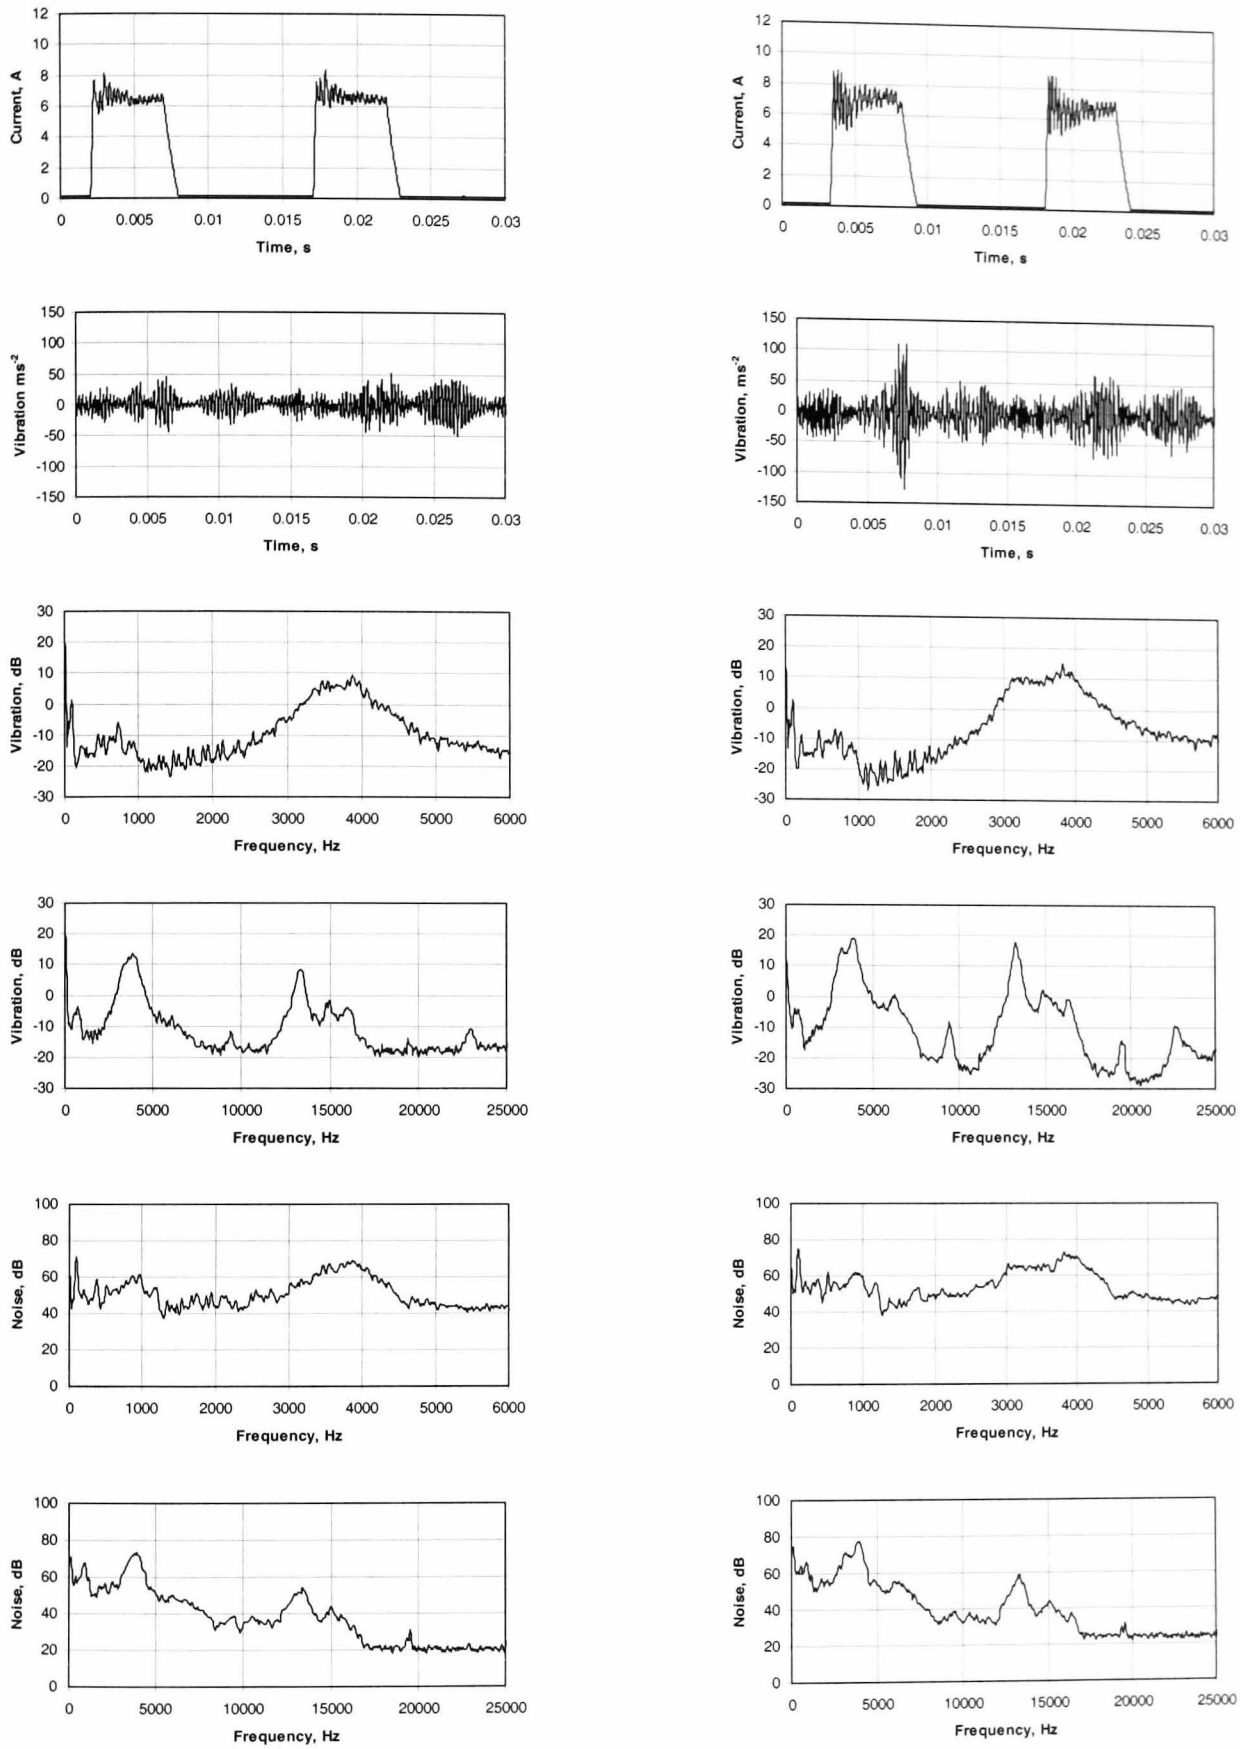 12
10
8
6
4
2
0
Current, A
0 0.005 0.01 0.015 0.02 0.025 0.03
Time, s
12
10
8
6
4
2
0
Current, A
0 0.005 0.01 0.015 0.02 0.025 0.03
Time, s
150
100
50
0
-50
-100
-150
Vibration ms-2
0 0.005 0.01 0.015 0.02 0.025 0.03
Time, s
150
100
50
0
-50
-100
-150
Vibration, ms-2
0 0.005 0.01 0.015 0.02 0.025 0.03
Time, s
30
20
10
0
-10
-20
-30
Vibration, dB
0 1000 2000 3000 4000 5000 6000
Frequency, Hz
30
20
10
0
-10
-20
-30
Vibration, dB
0 1000 2000 3000 4000 5000 6000
Frequency, Hz
30
20
10
0
-10
-20
-30
Vibration, dB
0 5000 10000 15000 20000 25000
Frequency, Hz
30
20
10
0
-10
-20
-30
Vibration, dB
0 5000 10000 15000 20000 25000
Frequency, Hz
100
80
60
40
20
0
Noise, dB
0 1000 2000 3000 4000 5000 6000
Frequency, Hz
100
80
60
40
20
0
Noise, dB
0 1000 2000 3000 4000 5000 6000
Frequency, Hz
100
80
60
40
20
0
Noise, dB
0 5000 10000 15000 20000 25000
Frequency, Hz
100
80
60
40
20
0
Noise, dB
0 5000 10000 15000 20000 25000
Frequency, Hz